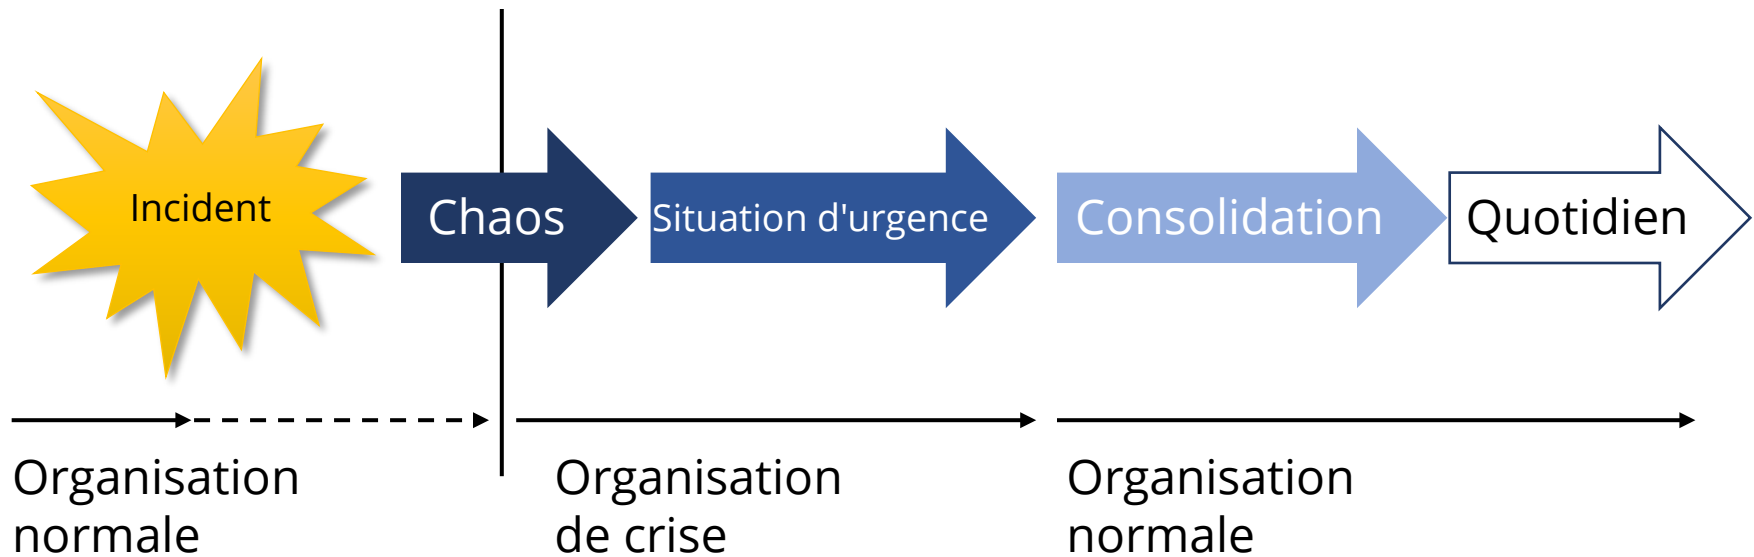 Incident
Chaos
Situation d'urgence
Consolidation
Quotidien
Organisation
normale
Organisation
de crise
Organisation
normale